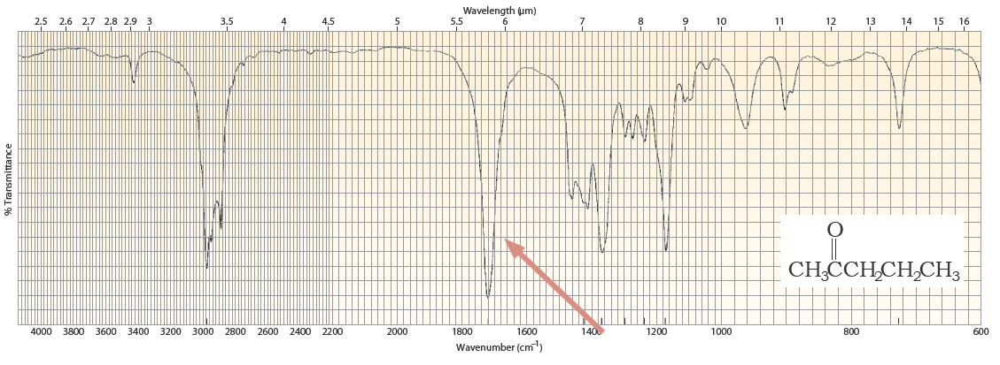 Wavelength (μm)
2.5 2.6 2.7 2.8 2.9 3 3.5 4 4.5 5 5.5 6 7 8 9 10 11 12 13 14 15 16
% Transmittance
O
CH3CCH2CH2CH3
4000 3800 3600 3400 3200 3000 2800 2600 2400 2200 2000 1800 1600 1400 1200 1000 800 600
Wavenumber (cm−1)